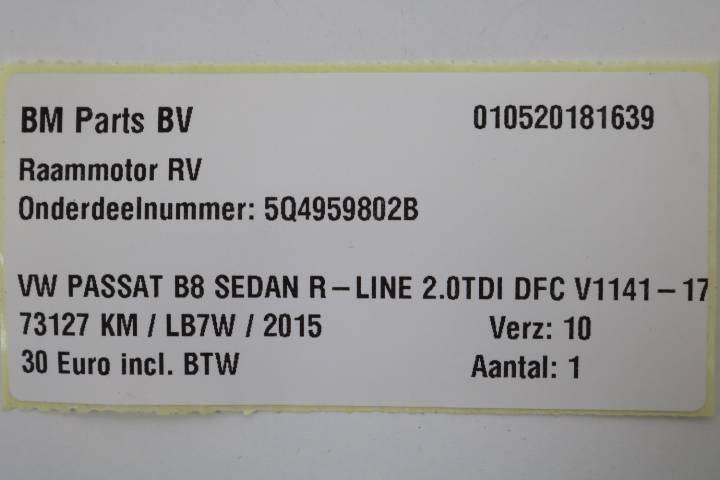 BM Parts BV 010520181639
Raammotor RV
Onderdeelnummer: 5Q4959802B
VW PASSAT B8 SEDAN R-LINE 2.0TDI DFC V1141-17
73127 KM / LB7W / 2015 Verz: 10
30 Euro incl. BTW Aantal: 1